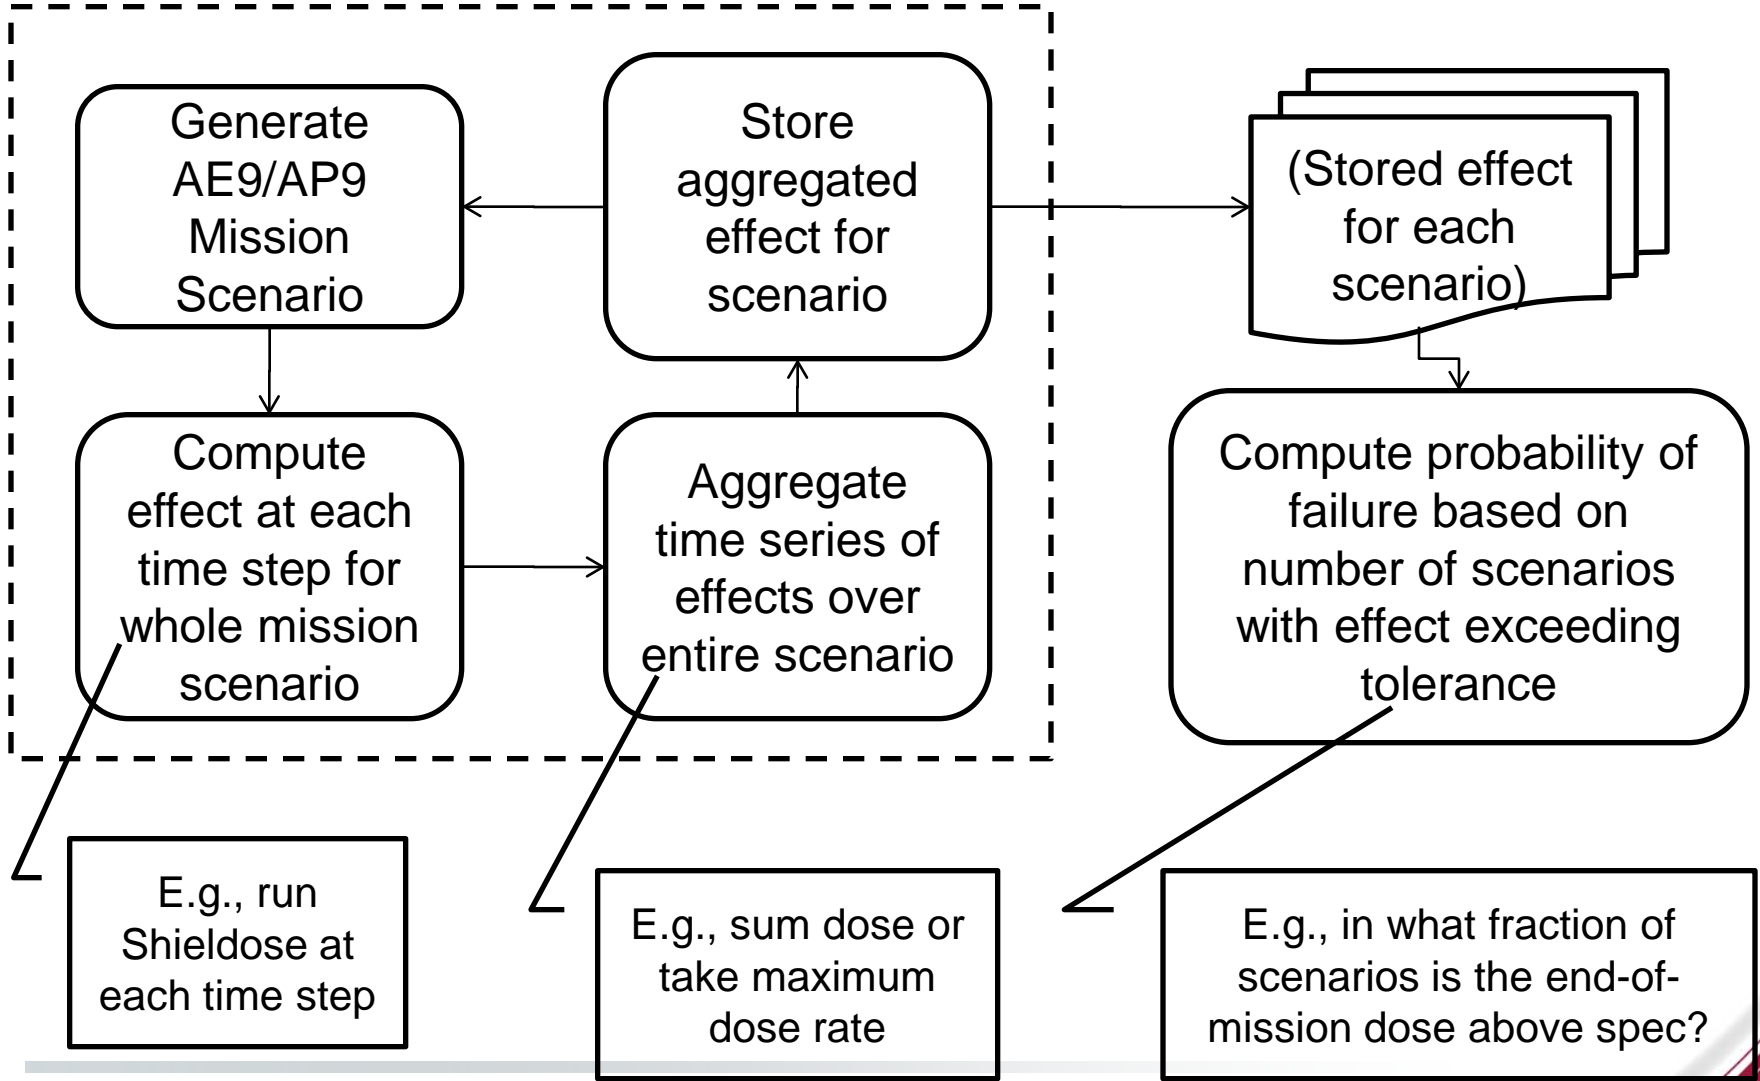 Generate
AE9/AP9
Mission
Scenario
Store
aggregated
effect for
scenario
(Stored effect
for each
scenario)
Compute
effect at each
time step for
whole mission
scenario
Aggregate
time series of
effects over
entire scenario
Compute probability of
failure based on
number of scenarios
with effect exceeding
tolerance
E.g., run
Shieldose at
each time step
E.g., sum dose or
take maximum
dose rate
E.g., in what fraction of
scenarios is the end-of-
mission dose above spec?